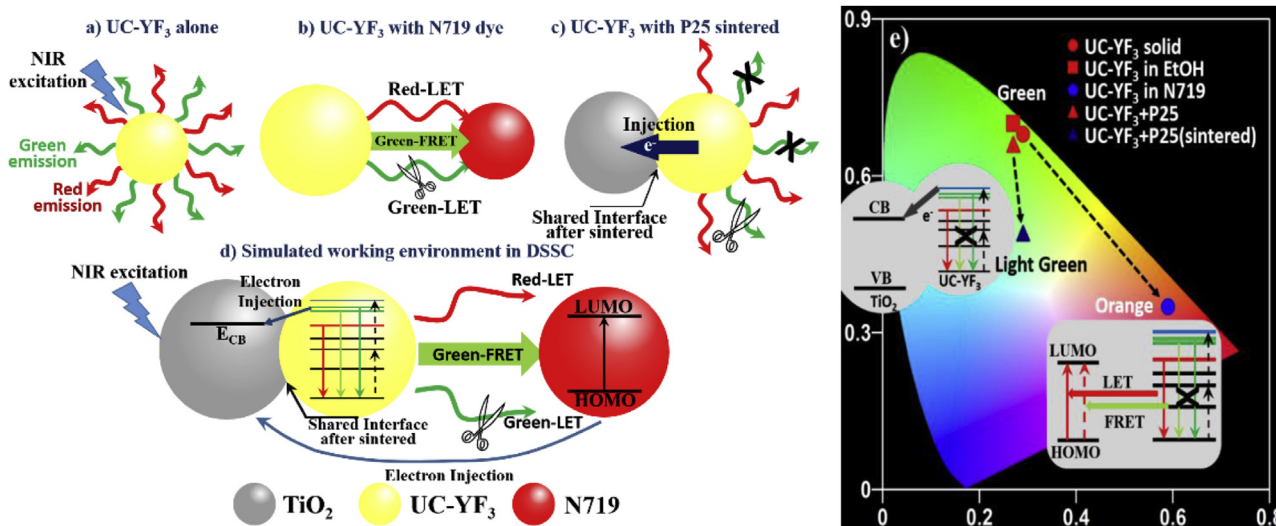 a) UC-YF₃ alone
NIR
excitation
Green
emission
Red
emission
b) UC-YF₃ with N719 dye
Red-LET
Green-FRET
Green-LET
c) UC-YF₃ with P25 sintered
Injection
e⁻
Shared Interface
after sintered
d) Simulated working environment in DSSC
NIR excitation
Electron
Injection
E_CB
Red-LET
Green-FRET
Green-LET
LUMO
HOMO
Shared Interface
after sintered
Electron Injection
TiO₂
UC-YF₃
N719
e)
0.9
0.6
0.3
0
0
0.2
0.4
0.6
0.8
UC-YF₃ solid
UC-YF₃ in EtOH
UC-YF₃ in N719
UC-YF₃+P25
UC-YF₃+P25(sintered)
Green
Light Green
Orange
CB
e⁻
VB
TiO₂
UC-YF₃
LUMO
LET
FRET
HOMO